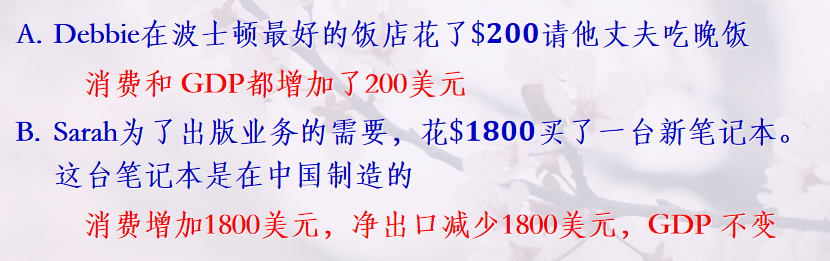 A. Debbie在波士顿最好的饭店花了$200请他丈夫吃晚饭
消费和 GDP都增加了200美元
B. Sarah为了出版业务的需要，花$1800买了一台新笔记本。
这台笔记本是在中国制造的
消费增加1800美元，净出口减少1800美元，GDP 不变